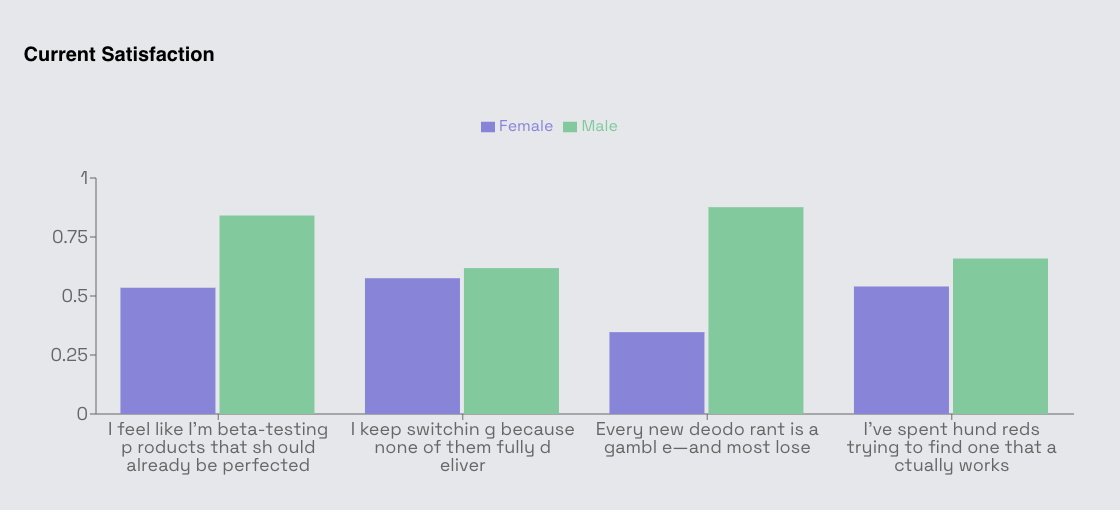 Current Satisfaction
Female Male
1
0.75
0.5
0.25
0
I feel like I'm beta-testing
p roducts that sh ould
already be perfected
I keep switchin g because
none of them fully d
eliver
Every new deodo rant is a
gambl e—and most lose
I've spent hund reds
trying to find one that a
ctually works